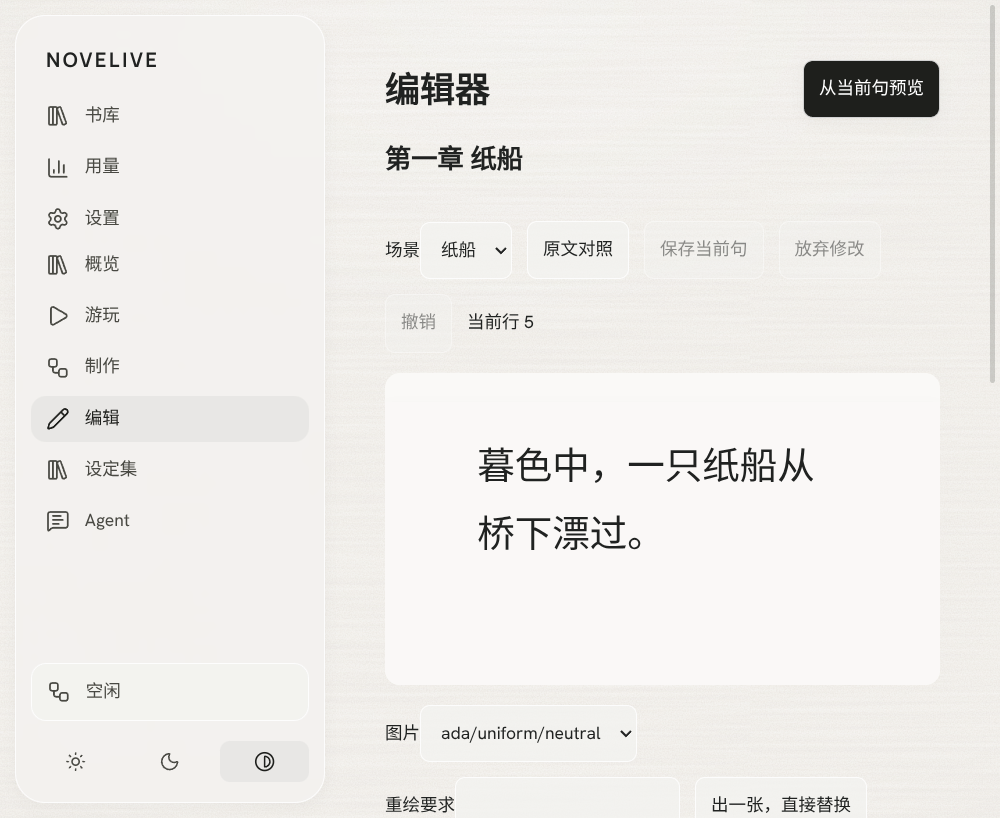 NOVELIVE
书库
用量
设置
概览
游玩
制作
编辑
设定集
Agent
空闲
编辑器
从当前句预览
第一章 纸船
场景 纸船 原文对照 保存当前句 放弃修改
撤销 当前行 5
暮色中，一只纸船从
桥下漂过。
图片 ada/uniform/neutral
重绘要求 出一张，直接替换